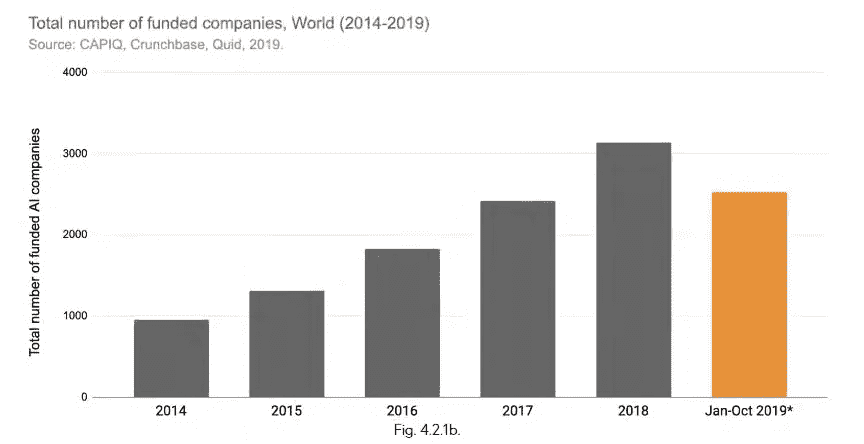 Total number of funded companies, World (2014-2019)
Source: CAPIQ, Crunchbase, Quid, 2019.
Total number of funded AI companies
4000
3000
2000
1000
0
2014 2015 2016 2017 2018 Jan-Oct 2019*
Fig. 4.2.1b.